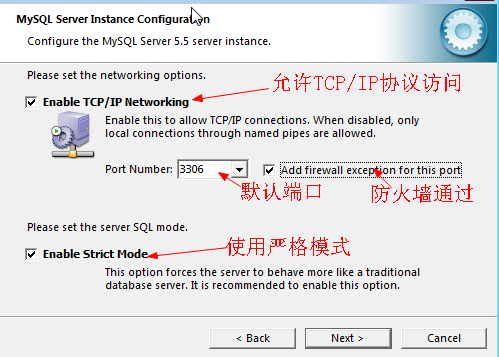 MySQL Server Instance Configuration
Configure the MySQL Server 5.5 server instance.
Please set the networking options.
允许TCP/IP协议访问
Enable TCP/IP Networking
Enable this to allow TCP/IP connections. When disabled, only
local connections through named pipes are allowed.
Port Number: 3306 Add firewall exception for this port
默认端口 防火墙通过
Please set the server SQL mode.
使用严格模式
Enable Strict Mode
This option forces the server to behave more like a traditional
database server. It is recommended to enable this option.
< Back Next > Cancel